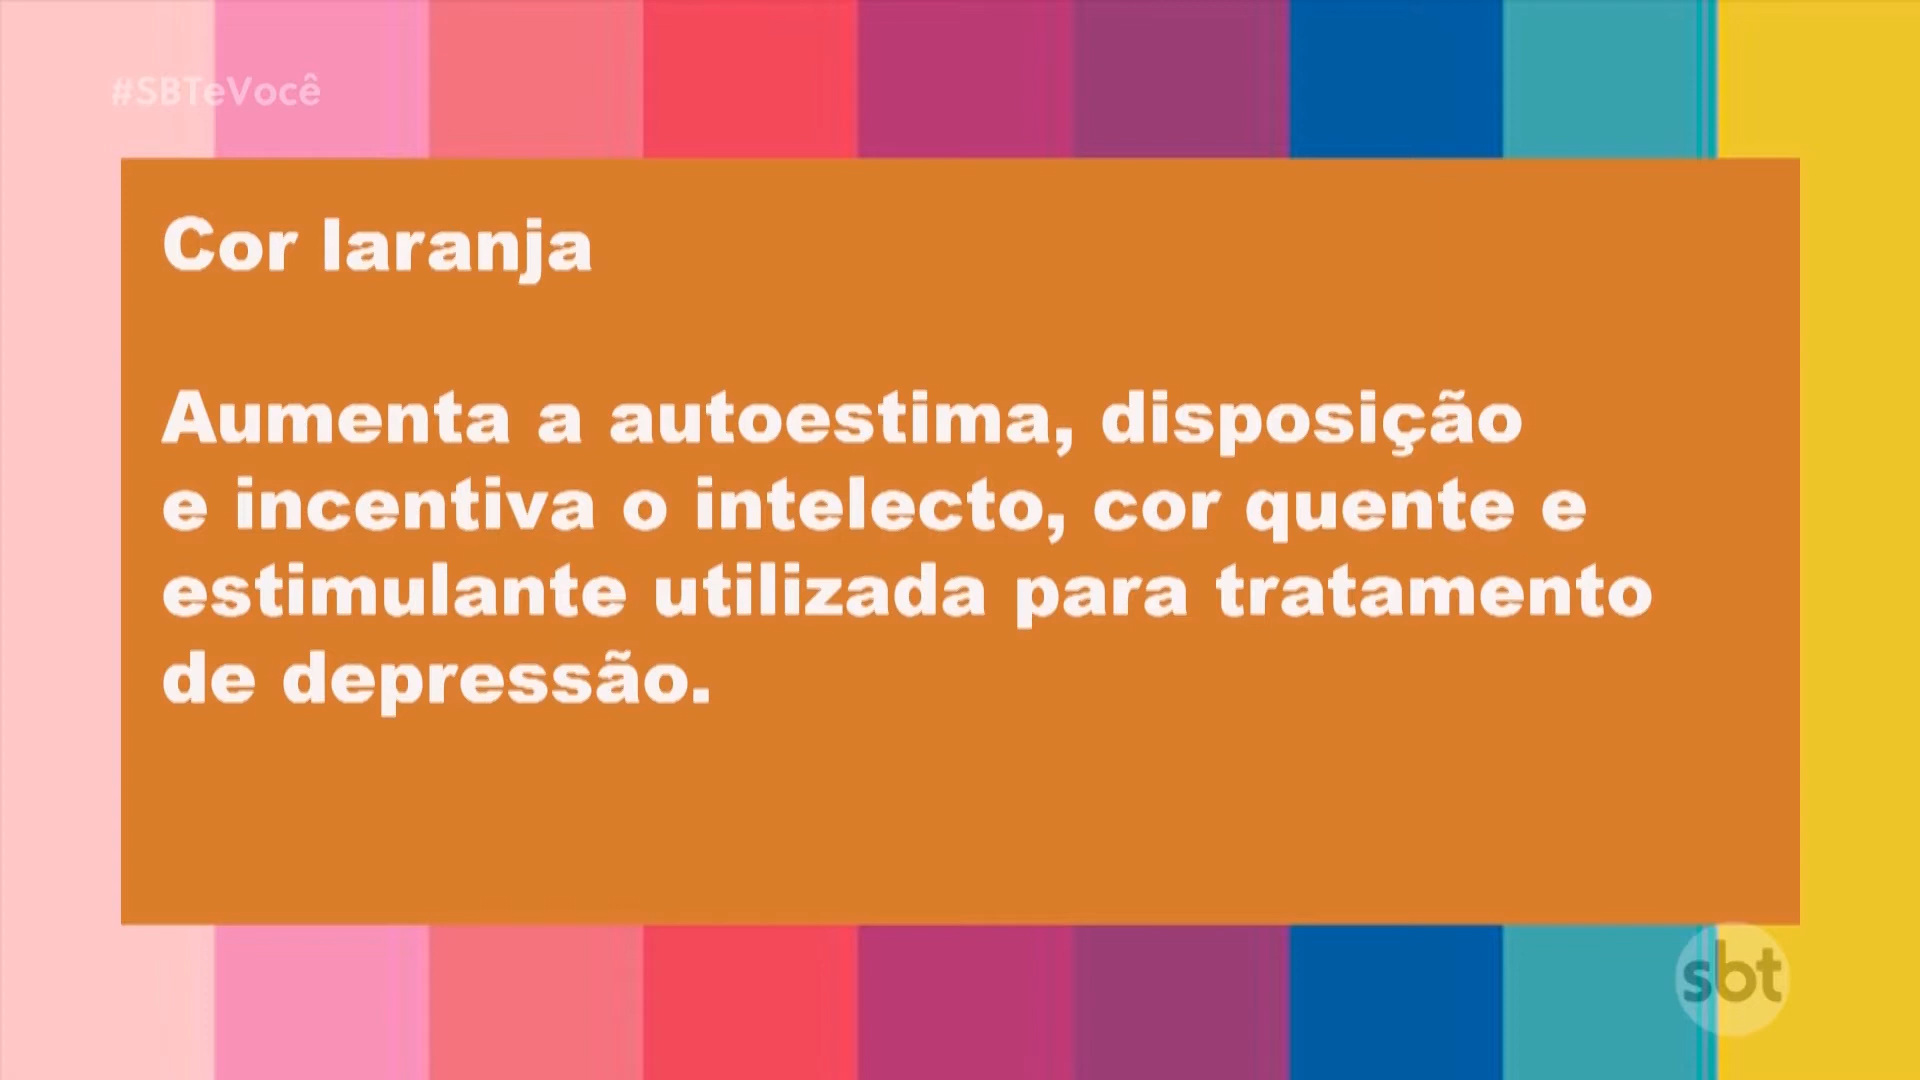 #SBTeVocê
Cor laranja
Aumenta a autoestima, disposição
e incentiva o intelecto, cor quente e
estimulante utilizada para tratamento
de depressão.
sbt